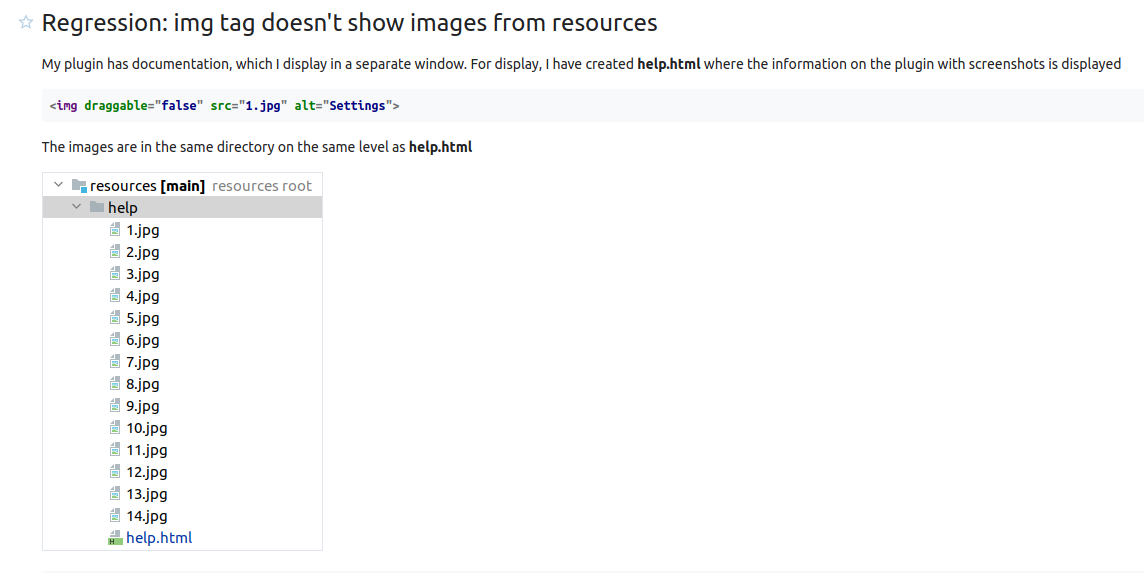 Regression: img tag doesn't show images from resources
My plugin has documentation, which I display in a separate window. For display, I have created help.html where the information on the plugin with screenshots is displayed
<img draggable="false" src="1.jpg" alt="Settings">
The images are in the same directory on the same level as help.html
resources [main] resources root
help
1.jpg
2.jpg
3.jpg
4.jpg
5.jpg
6.jpg
7.jpg
8.jpg
9.jpg
10.jpg
11.jpg
12.jpg
13.jpg
14.jpg
help.html